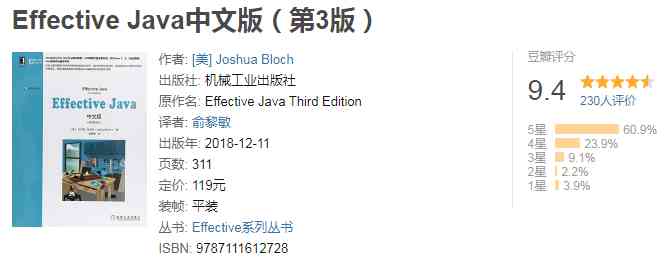 Effective Java中文版（第3版）
Effective Java
中文版
作者: [美] Joshua Bloch
出版社: 机械工业出版社
原作名: Effective Java Third Edition
译者: 俞黎敏
出版年: 2018-12-11
页数: 311
定价: 119元
装帧: 平装
丛书: Effective系列丛书
ISBN: 9787111612728
豆瓣评分
9.4
230人评价
5星 60.9%
4星 23.9%
3星 9.1%
2星 2.2%
1星 3.9%